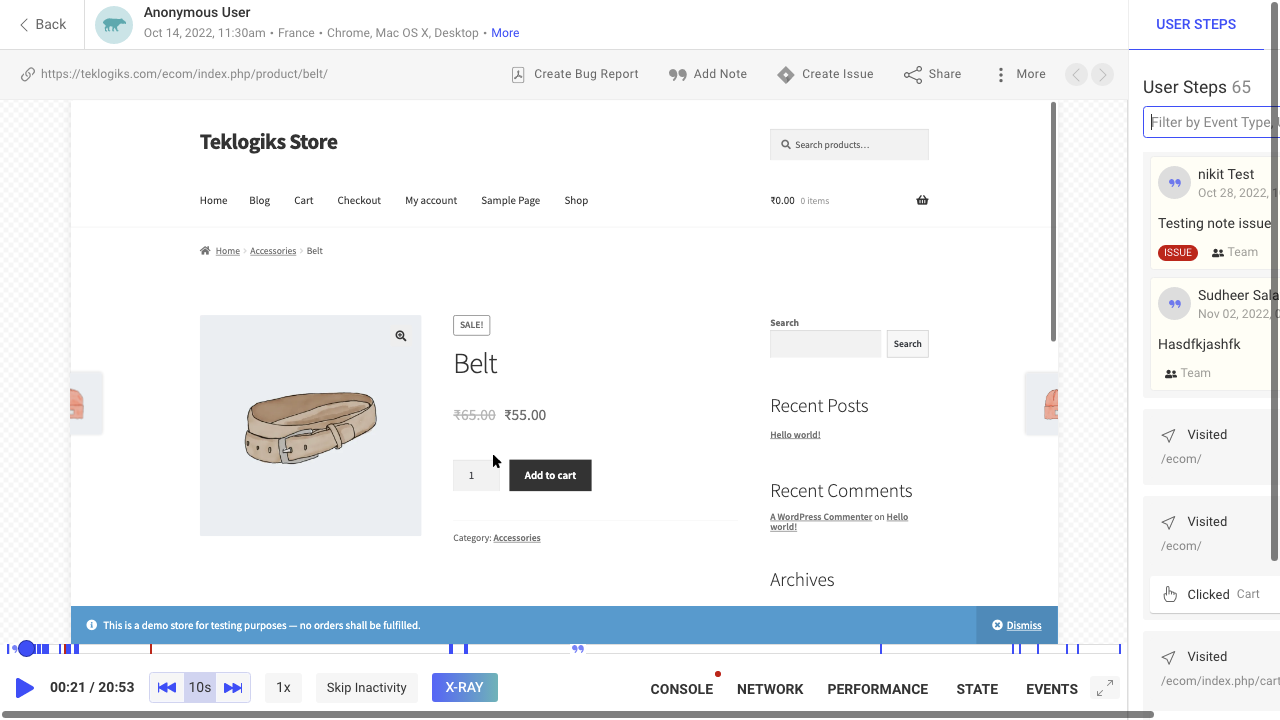 Back
Anonymous User
Oct 14, 2022, 11:30am • France • Chrome, Mac OS X, Desktop • More
USER STEPS
https://teklogiks.com/ecom/index.php/product/belt/
Create Bug Report
Add Note
Create Issue
Share
More
User Steps 65
Filter by Event Type,
Teklogiks Store
Search products…
Home
Blog
Cart
Checkout
My account
Sample Page
Shop
₹0.00 0 items
Home › Accessories › Belt
SALE!
Belt
₹65.00 ₹55.00
1
Add to cart
Category: Accessories
Search
Search
Recent Posts
Hello world!
Recent Comments
A WordPress Commenter on Hello
world!
Archives
This is a demo store for testing purposes — no orders shall be fulfilled.
Dismiss
nikit Test
Oct 28, 2022,
Testing note issue
ISSUE
Team
Sudheer Sala
Nov 02, 2022,
Hasdfkjashfk
Team
Visited
/ecom/
Visited
/ecom/
Clicked Cart
Visited
/ecom/index.php/cart
00:21 / 20:53
10s
1x
Skip Inactivity
X-RAY
CONSOLE
NETWORK
PERFORMANCE
STATE
EVENTS